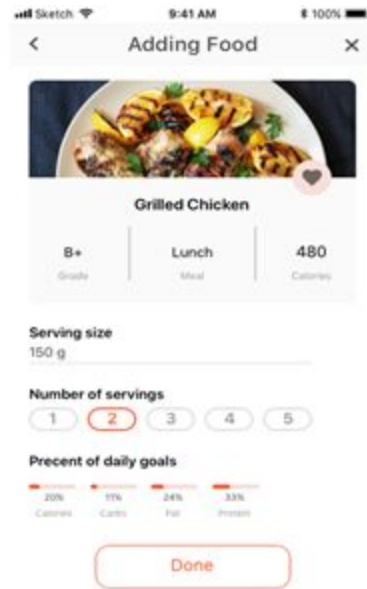 Sketch 9:41 AM 100%
Adding Food
Grilled Chicken
B+ Lunch 480
Grade Meal Calories
Serving size
150 g
Number of servings
1 2 3 4 5
Precent of daily goals
20% 11% 24% 33%
Calories Carbs Fat Protein
Done